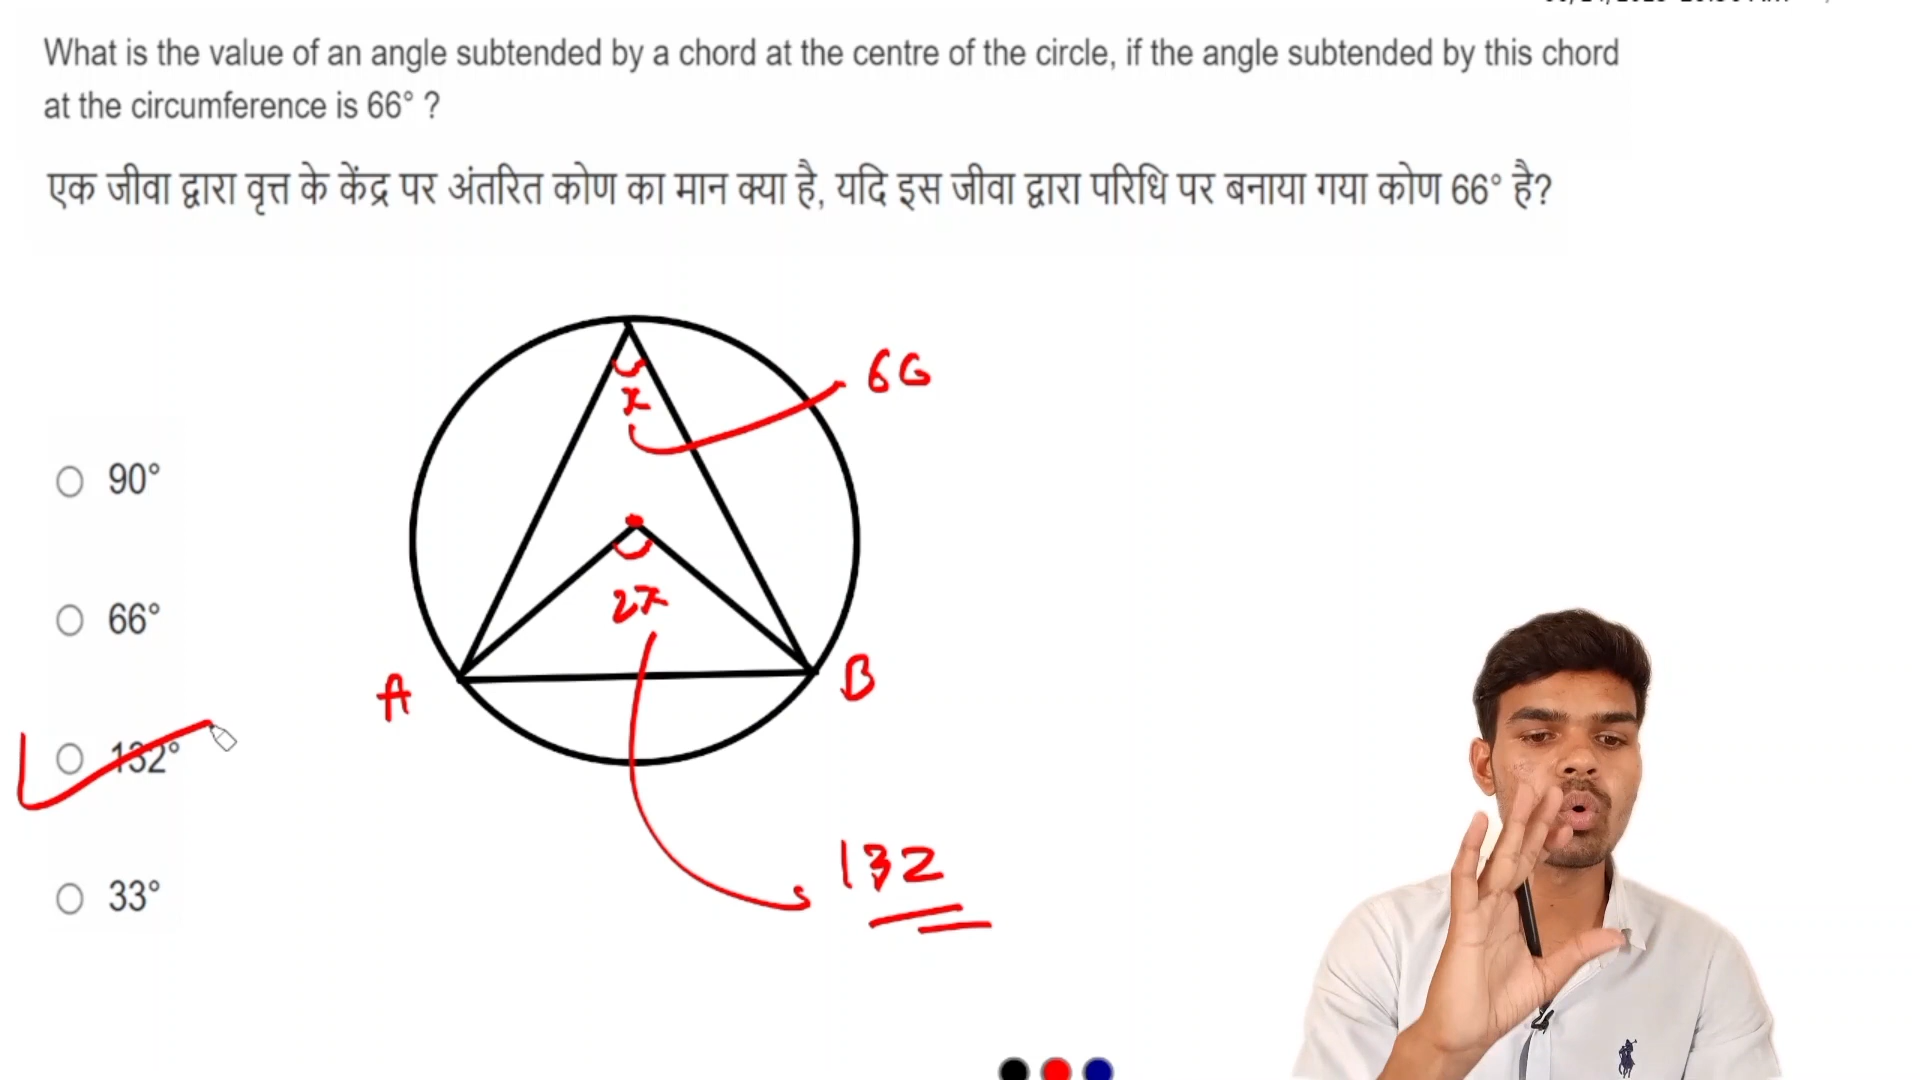 What is the value of an angle subtended by a chord at the centre of the circle, if the angle subtended by this chord
at the circumference is 66° ?
एक जीवा द्वारा वृत्त के केंद्र पर अंतरित कोण का मान क्या है, यदि इस जीवा द्वारा परिधि पर बनाया गया कोण 66° है?
66
x
90°
2x
66°
A
B
132°
132
33°